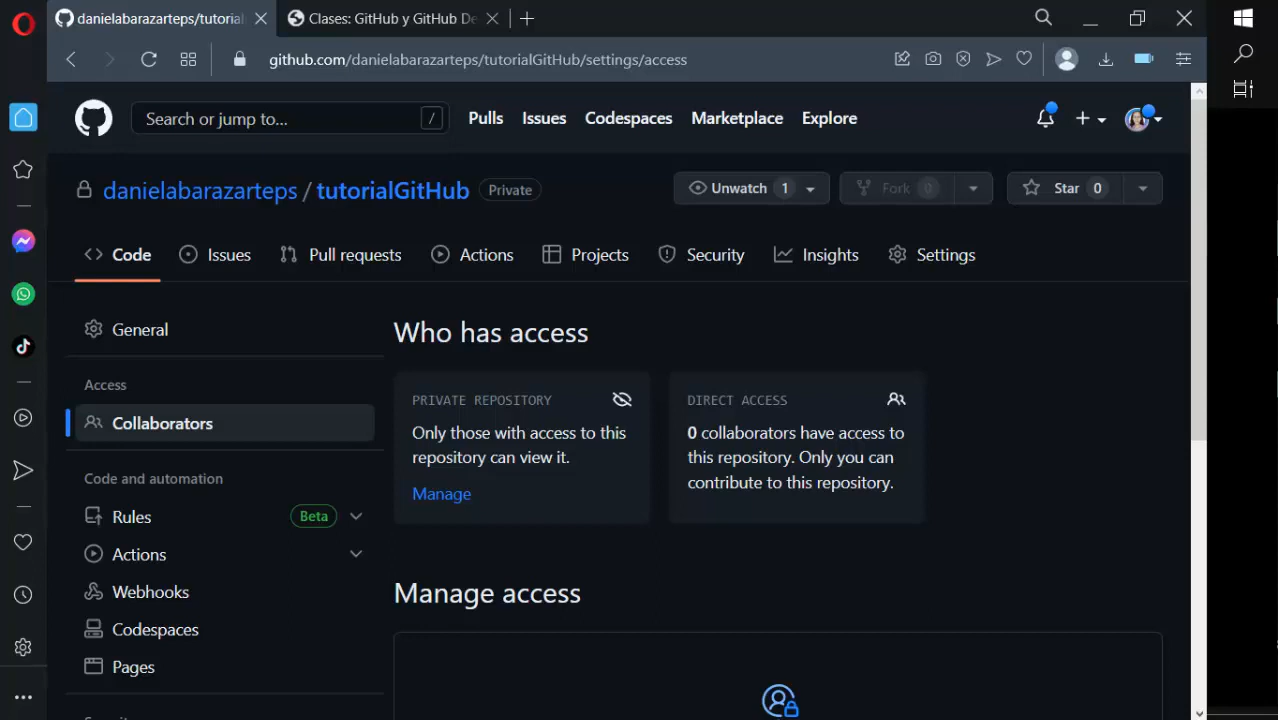 danielabarazarteps/tutorial
Clases: GitHub y GitHub De
github.com/danielabarazarteps/tutorialGitHub/settings/access
Search or jump to...
/
Pulls
Issues
Codespaces
Marketplace
Explore
danielabarazarteps / tutorialGitHub
Private
Unwatch 1
Fork 0
Star 0
Code
Issues
Pull requests
Actions
Projects
Security
Insights
Settings
General
Access
Collaborators
Code and automation
Rules
Beta
Actions
Webhooks
Codespaces
Pages
Who has access
PRIVATE REPOSITORY
Only those with access to this
repository can view it.
Manage
DIRECT ACCESS
0 collaborators have access to
this repository. Only you can
contribute to this repository.
Manage access